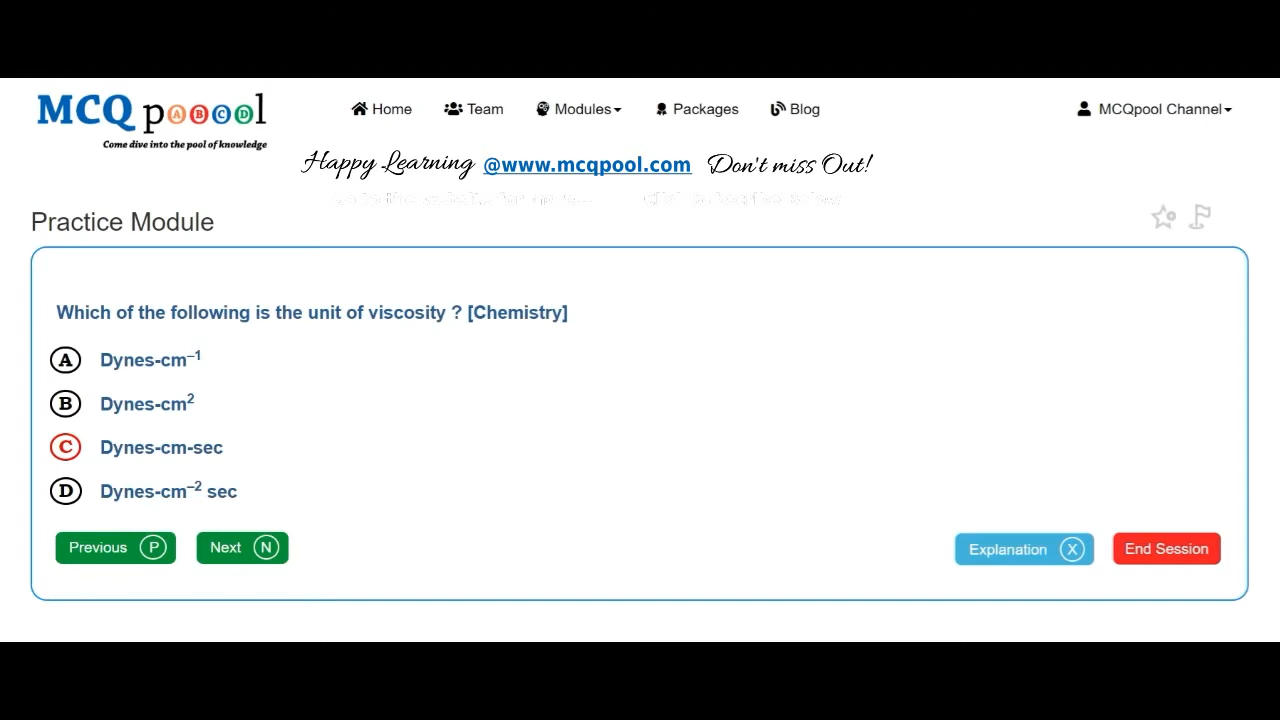 MCQ pooool
Come dive into the pool of knowledge
Home Team Modules Packages Blog MCQpool Channel
Happy Learning @www.mcqpool.com Don't miss Out!
Practice Module
Which of the following is the unit of viscosity ? [Chemistry]
A Dynes-cm⁻¹
B Dynes-cm²
C Dynes-cm-sec
D Dynes-cm⁻² sec
Previous P Next N Explanation X End Session